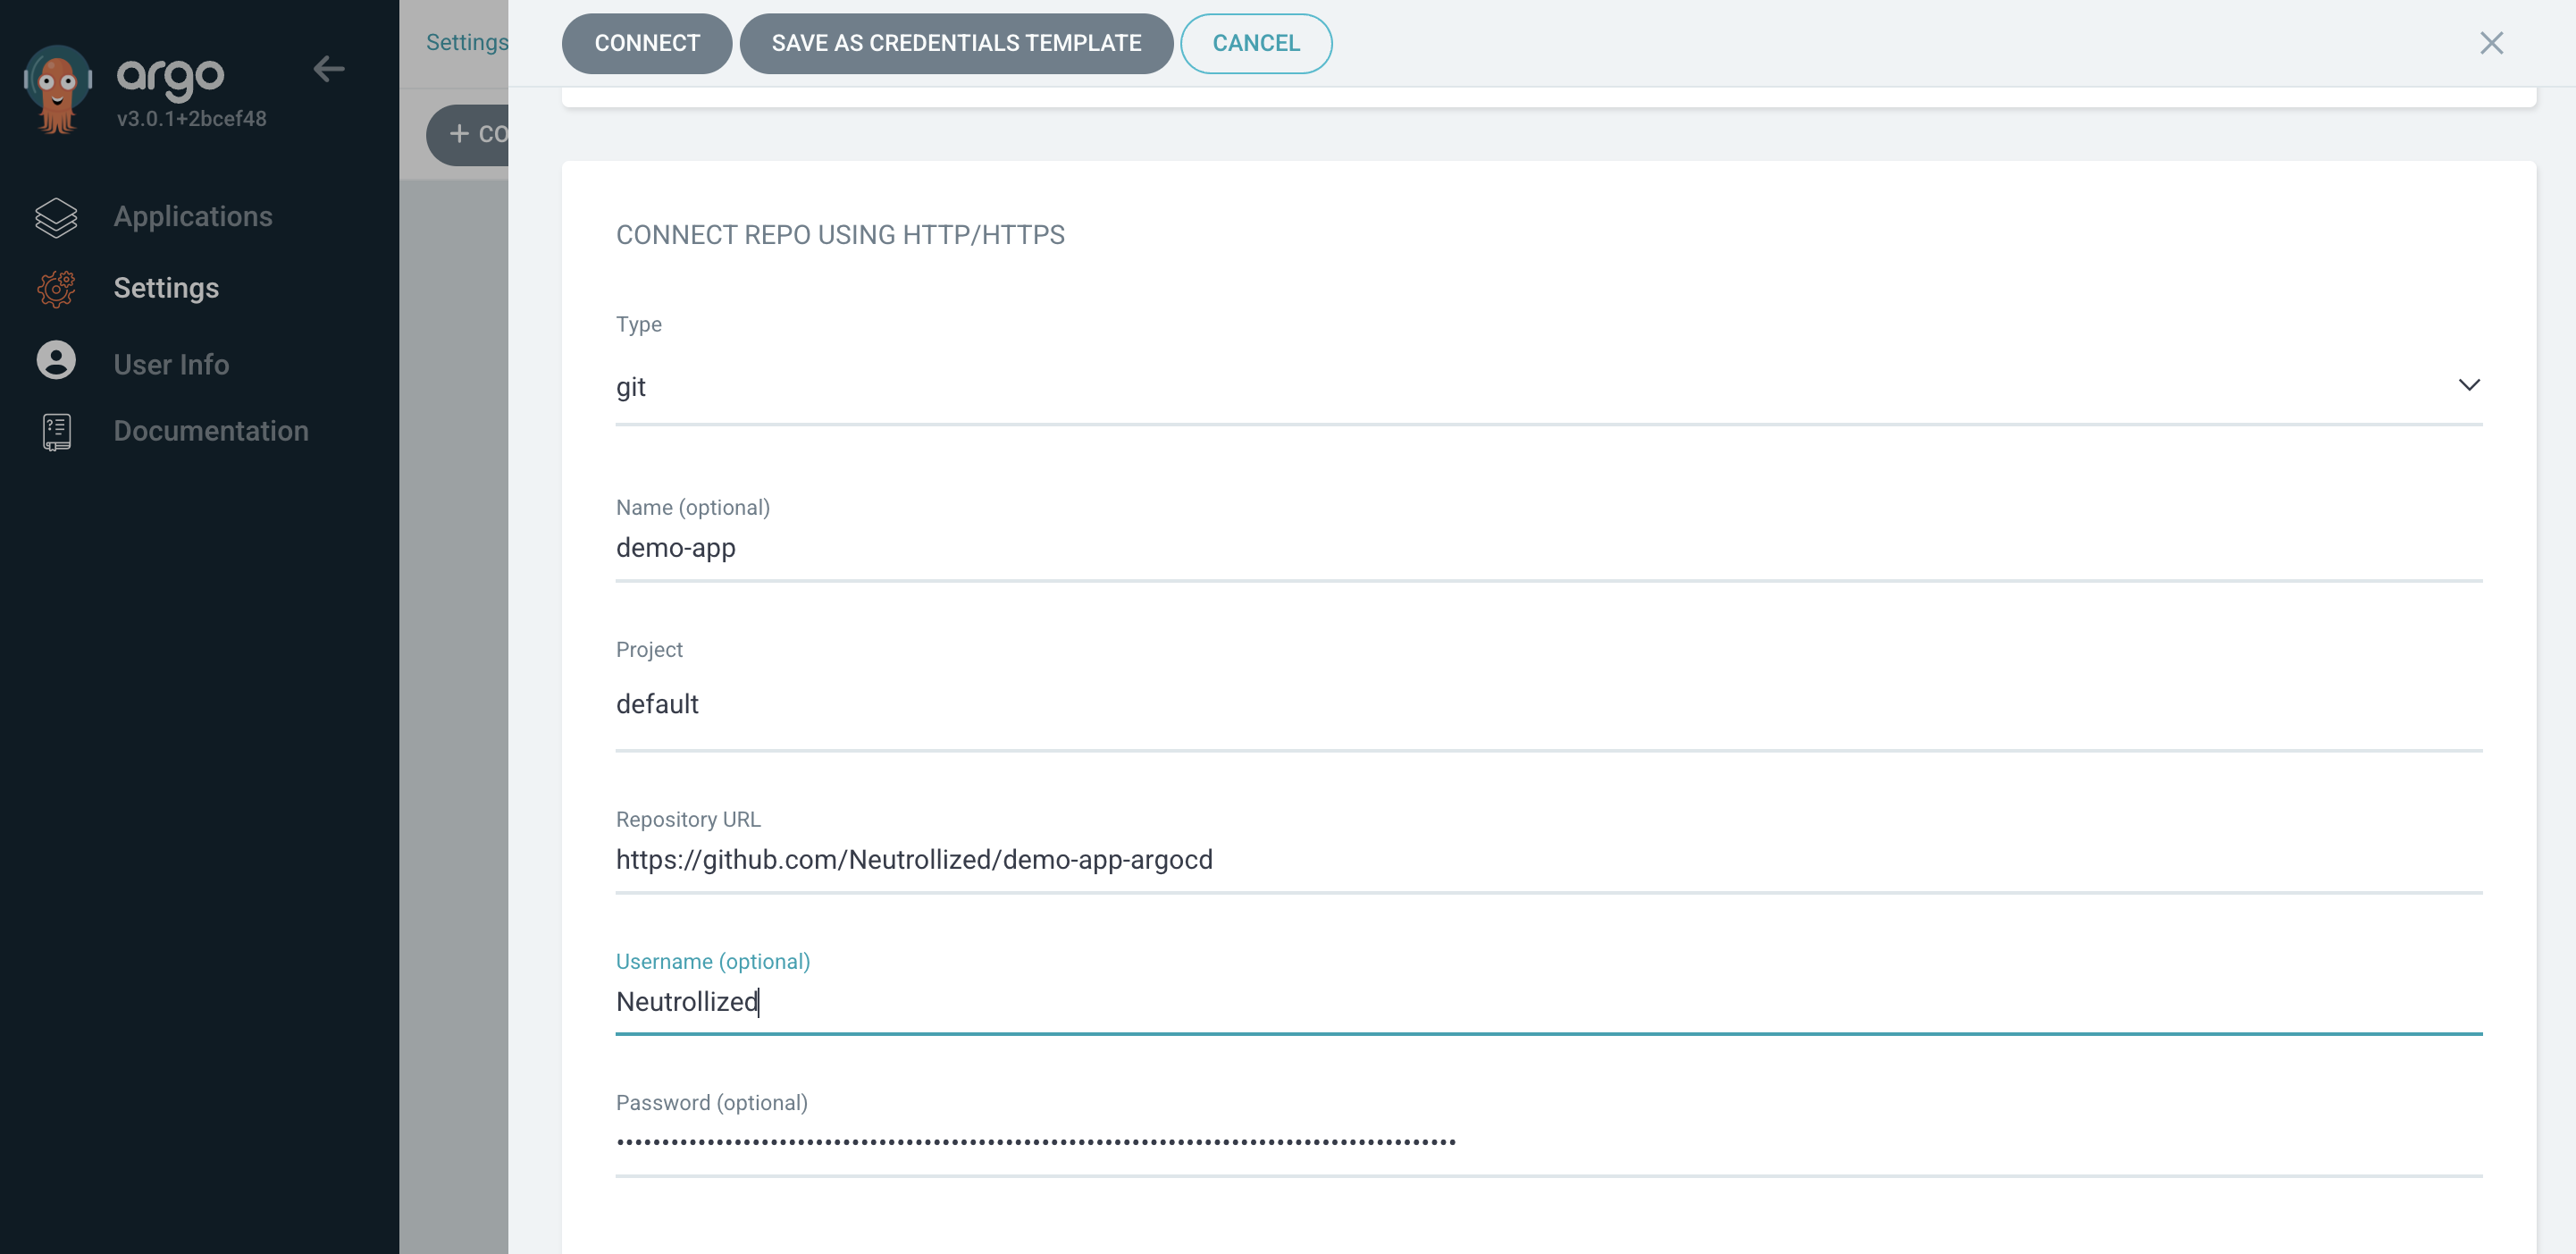 argo
v3.0.1+2bcef48
Applications
Settings
User Info
Documentation
Settings
+ CO
CONNECT
SAVE AS CREDENTIALS TEMPLATE
CANCEL
CONNECT REPO USING HTTP/HTTPS
Type
git
Name (optional)
demo-app
Project
default
Repository URL
https://github.com/Neutrollized/demo-app-argocd
Username (optional)
Neutrollized
Password (optional)